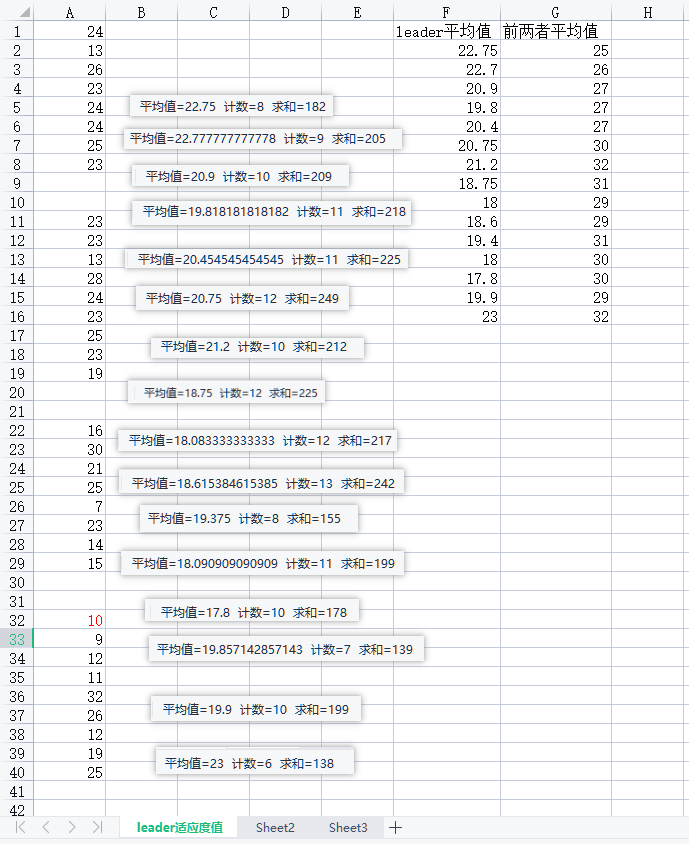 A B C D E F G H
1 24 leader平均值 前两者平均值
2 13 22.75 25
3 26 22.7 26
4 23 20.9 27
5 24 平均值=22.75 计数=8 求和=182 19.8 27
6 24 20.4 27
7 25 平均值=22.777777777778 计数=9 求和=205 20.75 30
8 23 21.2 32
9 平均值=20.9 计数=10 求和=209 18.75 31
10 18 29
11 23 平均值=19.818181818182 计数=11 求和=218 18.6 29
12 23 19.4 31
13 13 平均值=20.454545454545 计数=11 求和=225 18 30
14 28 17.8 30
15 24 平均值=20.75 计数=12 求和=249 19.9 29
16 23 23 32
17 25
18 23 平均值=21.2 计数=10 求和=212
19 19
20 平均值=18.75 计数=12 求和=225
21
22 16
23 30 平均值=18.083333333333 计数=12 求和=217
24 21
25 25 平均值=18.615384615385 计数=13 求和=242
26 7
27 23 平均值=19.375 计数=8 求和=155
28 14
29 15 平均值=18.090909090909 计数=11 求和=199
30
31
32 10 平均值=17.8 计数=10 求和=178
33 9
34 12 平均值=19.857142857143 计数=7 求和=139
35 11
36 32
37 26 平均值=19.9 计数=10 求和=199
38 12
39 19
40 25 平均值=23 计数=6 求和=138
41
42
leader适应度值 Sheet2 Sheet3